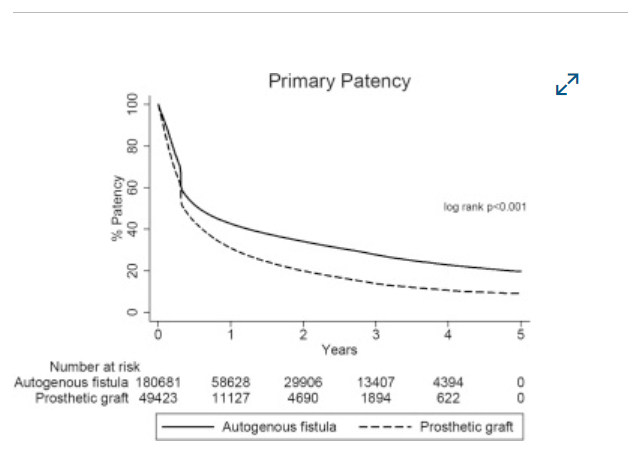 Primary Patency
100
80
60
40
20
0
% Patency
log rank p<0.001
0 1 2 3 4 5
Years
Number at risk
Autogenous fistula 180681 58628 29906 13407 4394 0
Prosthetic graft 49423 11127 4690 1894 622 0
Autogenous fistula Prosthetic graft